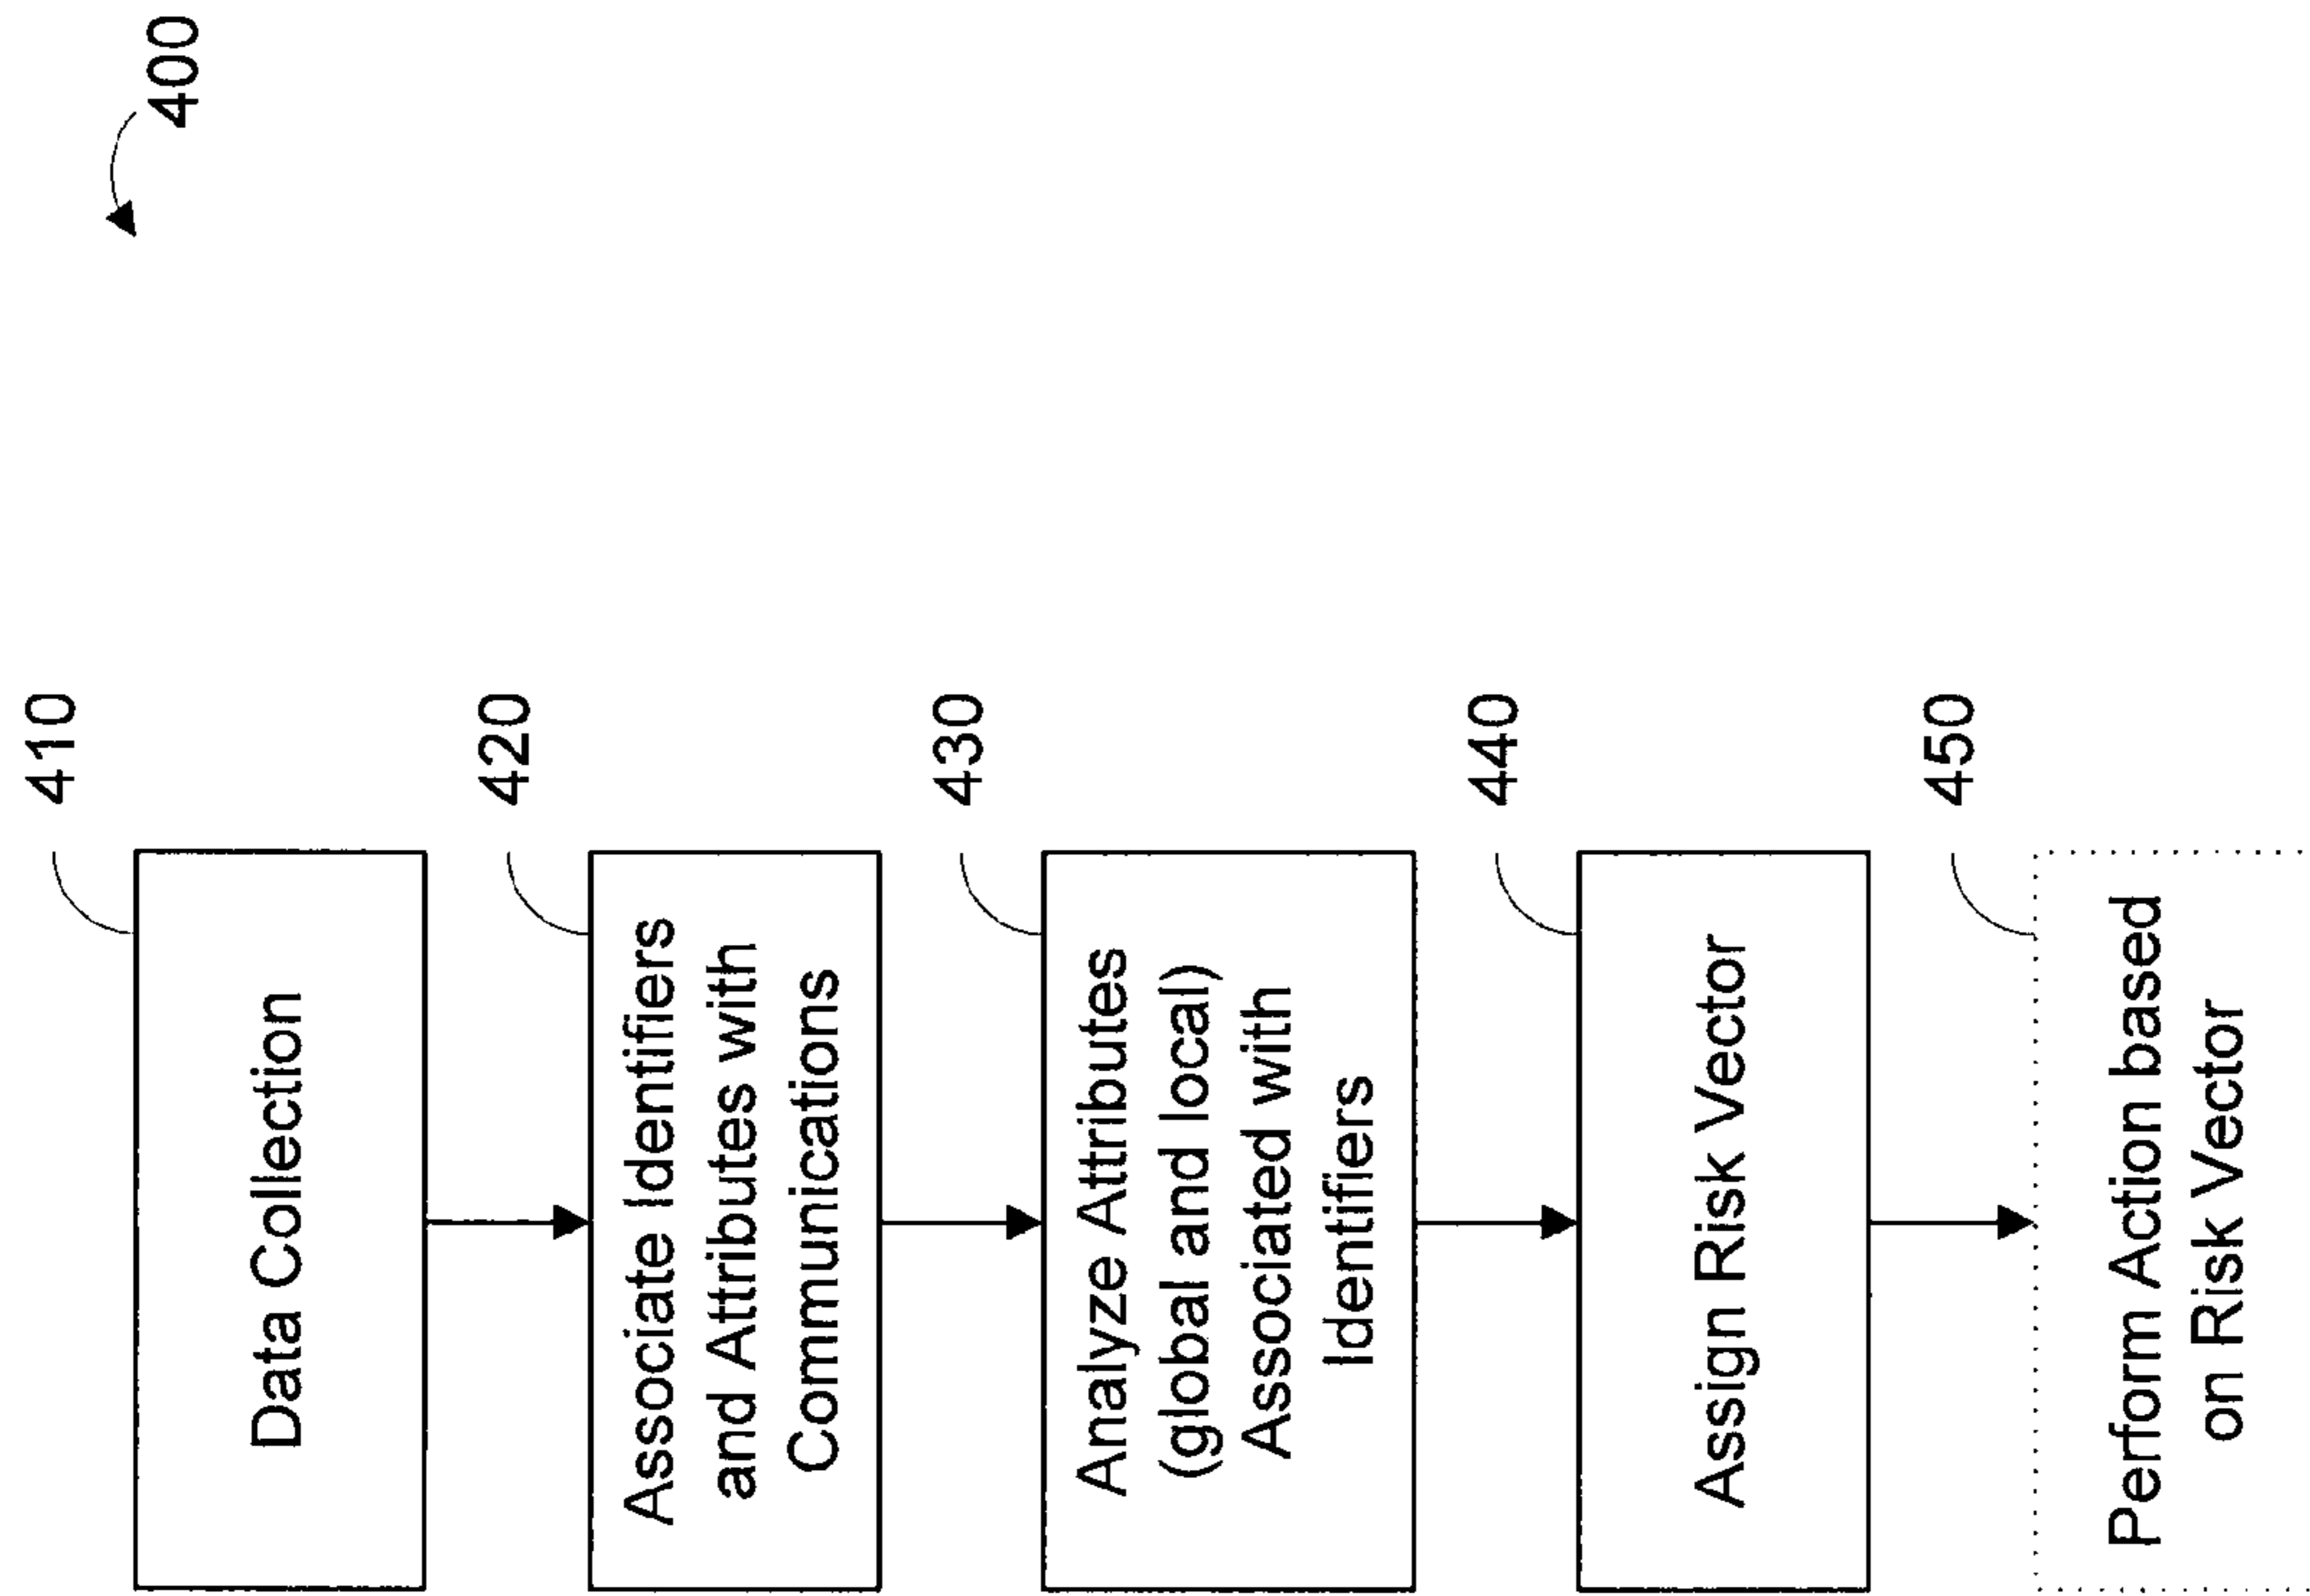 400
410
Data Collection
420
Associate Identifiers
and Attributes with
Communications
430
Analyze Attributes
(global and local)
Associated with
Identifiers
440
Assign Risk Vector
450
Perform Action based
on Risk Vector